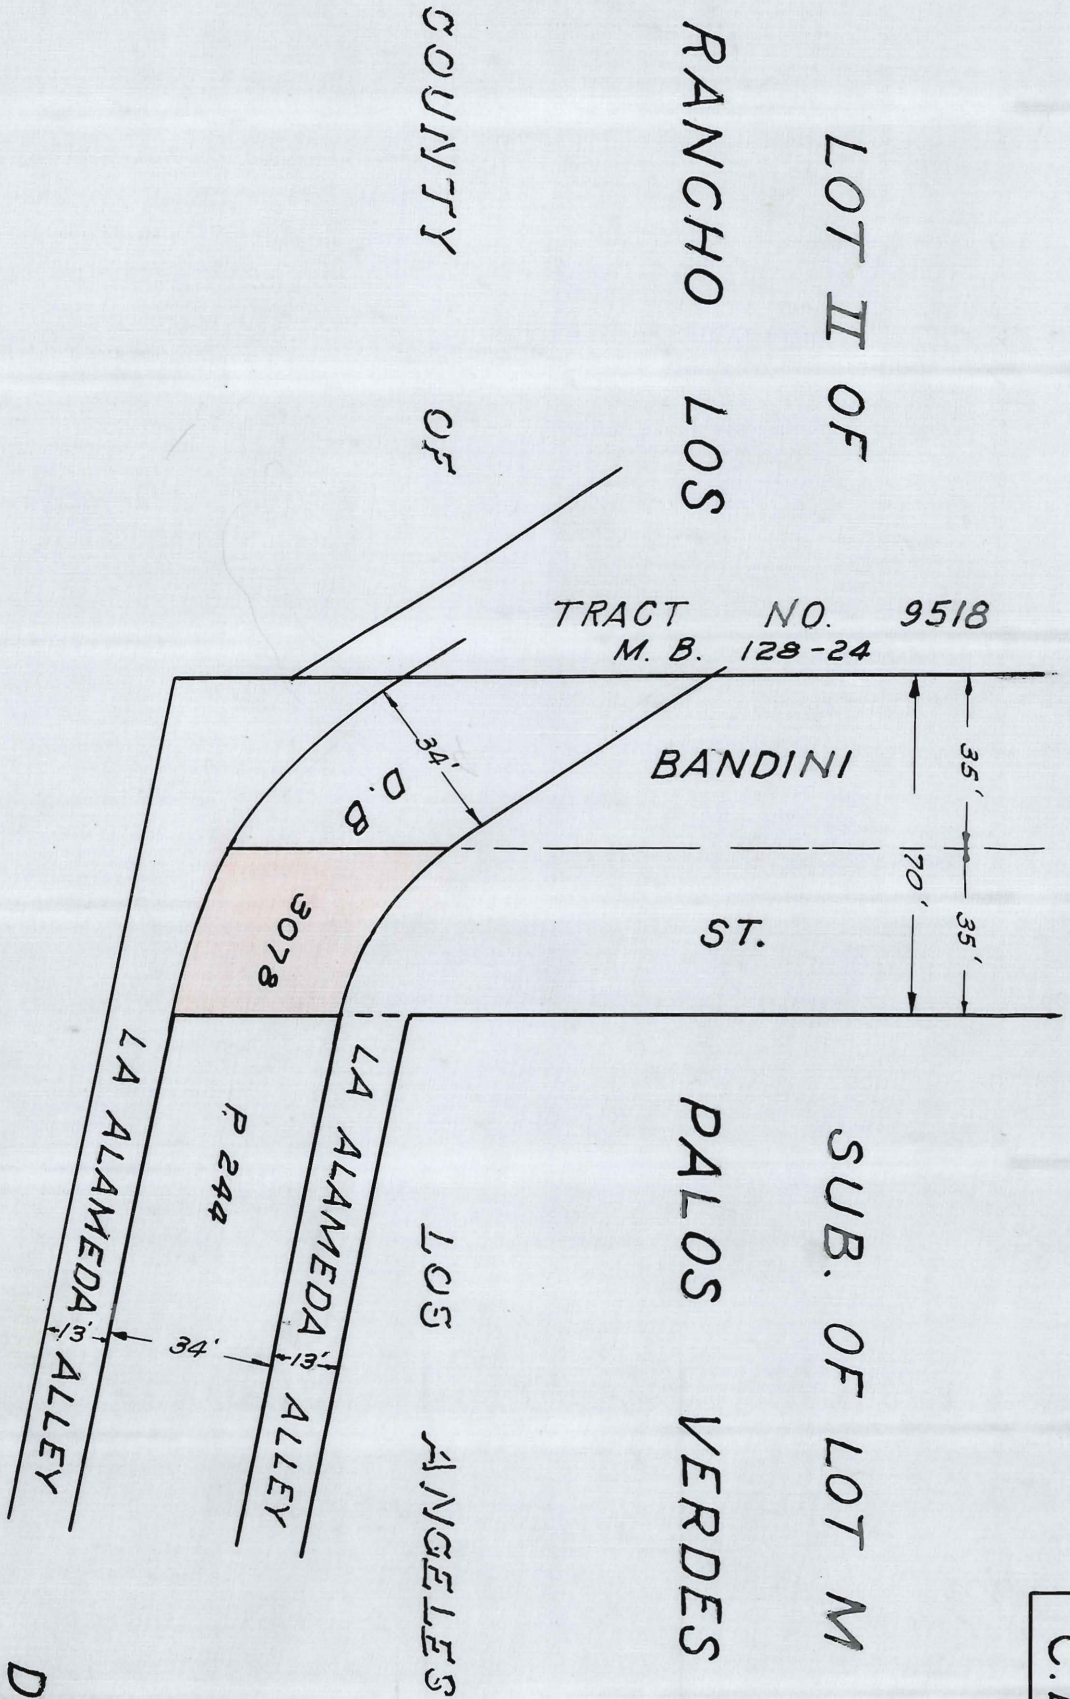 LOT II OF SUB. OF LOT M
RANCHO LOS PALOS VERDES
COUNTY OF LOS ANGELES
TRACT NO. 9518
M. B. 128-24
35'
35'
70'
BANDINI
ST.
34'
D.B
3078
P. 244
LA ALAMEDA ALLEY
LA ALAMEDA ALLEY
13'
34'
13'
D